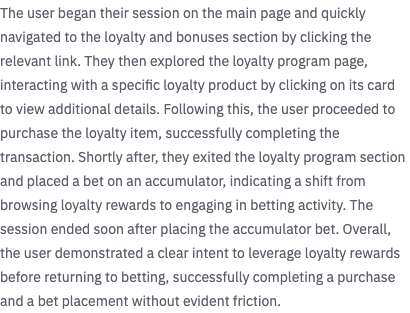 The user began their session on the main page and quickly
navigated to the loyalty and bonuses section by clicking the
relevant link. They then explored the loyalty program page,
interacting with a specific loyalty product by clicking on its card
to view additional details. Following this, the user proceeded to
purchase the loyalty item, successfully completing the
transaction. Shortly after, they exited the loyalty program section
and placed a bet on an accumulator, indicating a shift from
browsing loyalty rewards to engaging in betting activity. The
session ended soon after placing the accumulator bet. Overall,
the user demonstrated a clear intent to leverage loyalty rewards
before returning to betting, successfully completing a purchase
and a bet placement without evident friction.